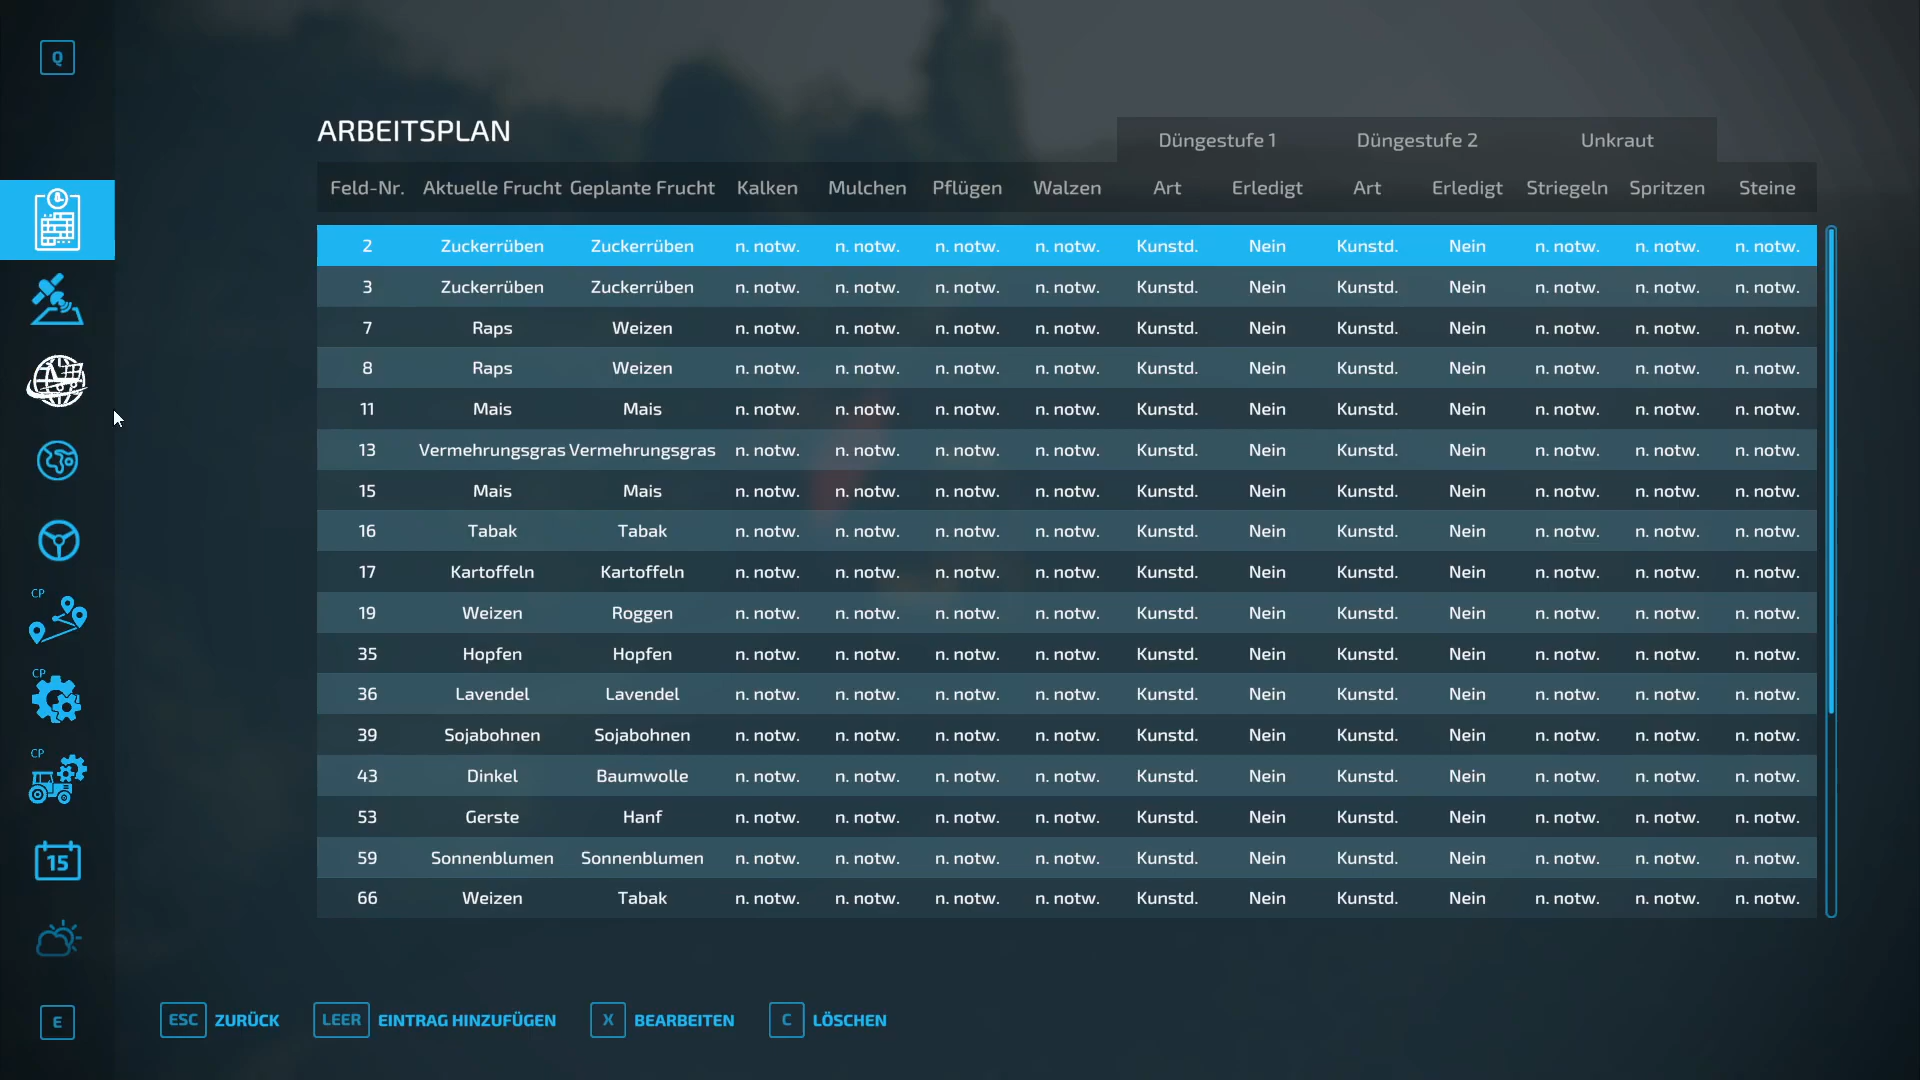 Q
ARBEITSPLAN
Düngestufe 1 Düngestufe 2 Unkraut
Feld-Nr. Aktuelle Frucht Geplante Frucht Kalken Mulchen Pflügen Walzen Art Erledigt Art Erledigt Striegeln Spritzen Steine
2 Zuckerrüben Zuckerrüben n. notw. n. notw. n. notw. n. notw. Kunstd. Nein Kunstd. Nein n. notw. n. notw. n. notw.
3 Zuckerrüben Zuckerrüben n. notw. n. notw. n. notw. n. notw. Kunstd. Nein Kunstd. Nein n. notw. n. notw. n. notw.
7 Raps Weizen n. notw. n. notw. n. notw. n. notw. Kunstd. Nein Kunstd. Nein n. notw. n. notw. n. notw.
8 Raps Weizen n. notw. n. notw. n. notw. n. notw. Kunstd. Nein Kunstd. Nein n. notw. n. notw. n. notw.
11 Mais Mais n. notw. n. notw. n. notw. n. notw. Kunstd. Nein Kunstd. Nein n. notw. n. notw. n. notw.
13 Vermehrungsgras Vermehrungsgras n. notw. n. notw. n. notw. n. notw. Kunstd. Nein Kunstd. Nein n. notw. n. notw. n. notw.
15 Mais Mais n. notw. n. notw. n. notw. n. notw. Kunstd. Nein Kunstd. Nein n. notw. n. notw. n. notw.
16 Tabak Tabak n. notw. n. notw. n. notw. n. notw. Kunstd. Nein Kunstd. Nein n. notw. n. notw. n. notw.
17 Kartoffeln Kartoffeln n. notw. n. notw. n. notw. n. notw. Kunstd. Nein Kunstd. Nein n. notw. n. notw. n. notw.
19 Weizen Roggen n. notw. n. notw. n. notw. n. notw. Kunstd. Nein Kunstd. Nein n. notw. n. notw. n. notw.
35 Hopfen Hopfen n. notw. n. notw. n. notw. n. notw. Kunstd. Nein Kunstd. Nein n. notw. n. notw. n. notw.
36 Lavendel Lavendel n. notw. n. notw. n. notw. n. notw. Kunstd. Nein Kunstd. Nein n. notw. n. notw. n. notw.
39 Sojabohnen Sojabohnen n. notw. n. notw. n. notw. n. notw. Kunstd. Nein Kunstd. Nein n. notw. n. notw. n. notw.
43 Dinkel Baumwolle n. notw. n. notw. n. notw. n. notw. Kunstd. Nein Kunstd. Nein n. notw. n. notw. n. notw.
53 Gerste Hanf n. notw. n. notw. n. notw. n. notw. Kunstd. Nein Kunstd. Nein n. notw. n. notw. n. notw.
59 Sonnenblumen Sonnenblumen n. notw. n. notw. n. notw. n. notw. Kunstd. Nein Kunstd. Nein n. notw. n. notw. n. notw.
66 Weizen Tabak n. notw. n. notw. n. notw. n. notw. Kunstd. Nein Kunstd. Nein n. notw. n. notw. n. notw.
CP
CP
CP
15
E
ESC ZURÜCK LEER EINTRAG HINZUFÜGEN X BEARBEITEN C LÖSCHEN